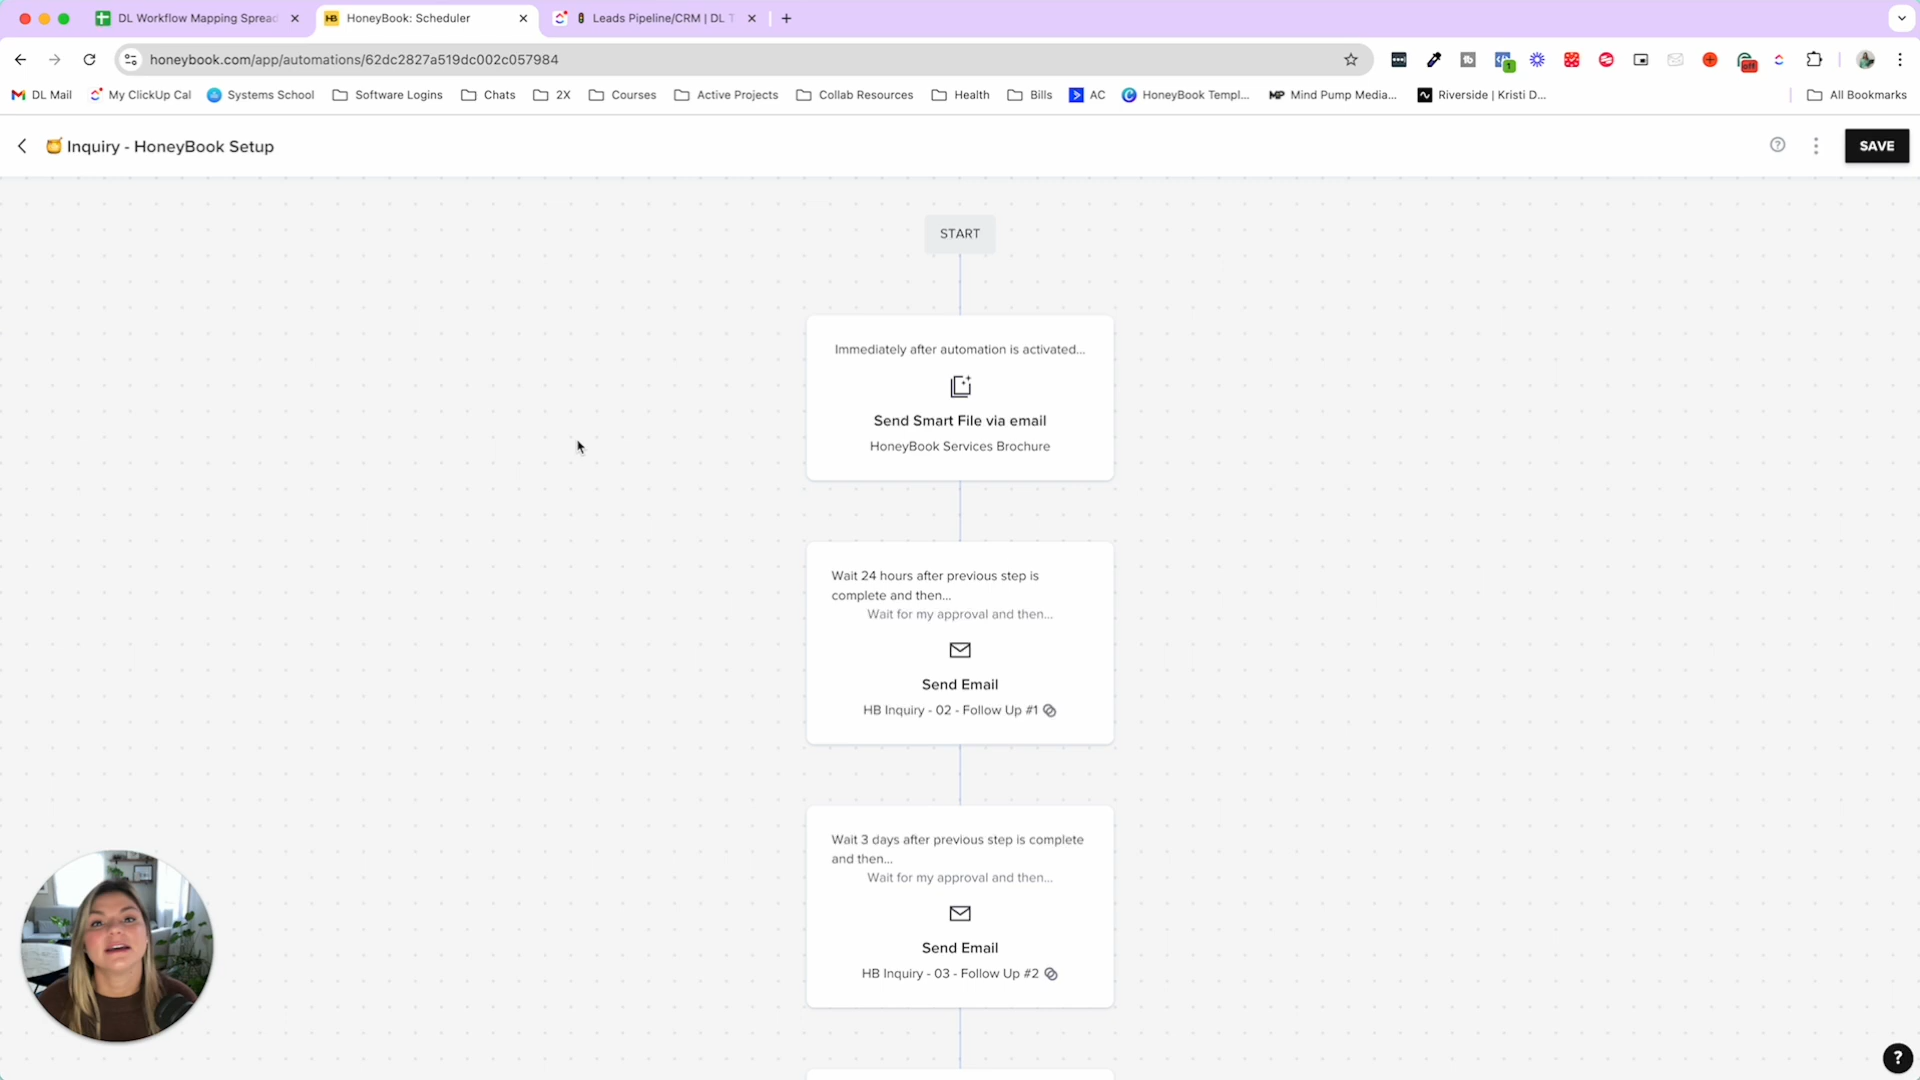 DL Workflow Mapping Spread
HoneyBook: Scheduler
Leads Pipeline/CRM | DL T
honeybook.com/app/automations/62dc2827a519dc002c057984
1
off
DL Mail
My ClickUp Cal
Systems School
Software Logins
Chats
2X
Courses
Active Projects
Collab Resources
Health
Bills
AC
HoneyBook Templ...
Mind Pump Media...
Riverside | Kristi D...
All Bookmarks
Inquiry - HoneyBook Setup
SAVE
START
Immediately after automation is activated...
Send Smart File via email
HoneyBook Services Brochure
Wait 24 hours after previous step is
complete and then...
Wait for my approval and then...
Send Email
HB Inquiry - 02 - Follow Up #1
Wait 3 days after previous step is complete
and then...
Wait for my approval and then...
Send Email
HB Inquiry - 03 - Follow Up #2